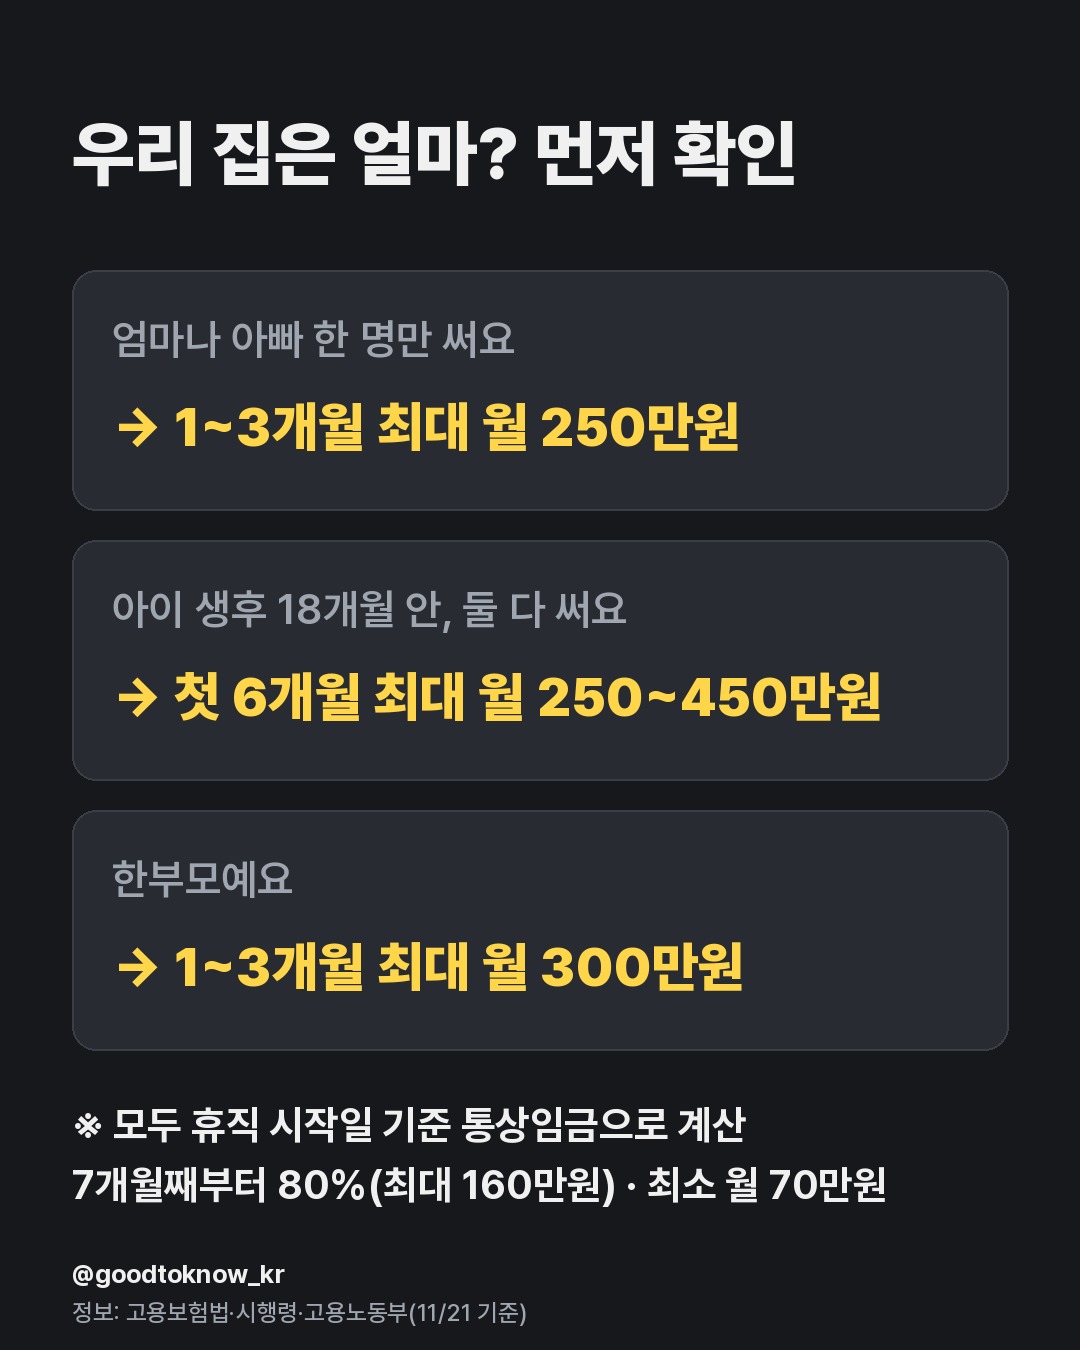 우리 집은 얼마? 먼저 확인
엄마나 아빠 한 명만 써요
→ 1~3개월 최대 월 250만원
아이 생후 18개월 안, 둘 다 써요
→ 첫 6개월 최대 월 250~450만원
한부모예요
→ 1~3개월 최대 월 300만원
※ 모두 휴직 시작일 기준 통상임금으로 계산
7개월째부터 80%(최대 160만원) · 최소 월 70만원
@goodtoknow_kr
정보: 고용보험법·시행령·고용노동부(11/21 기준)